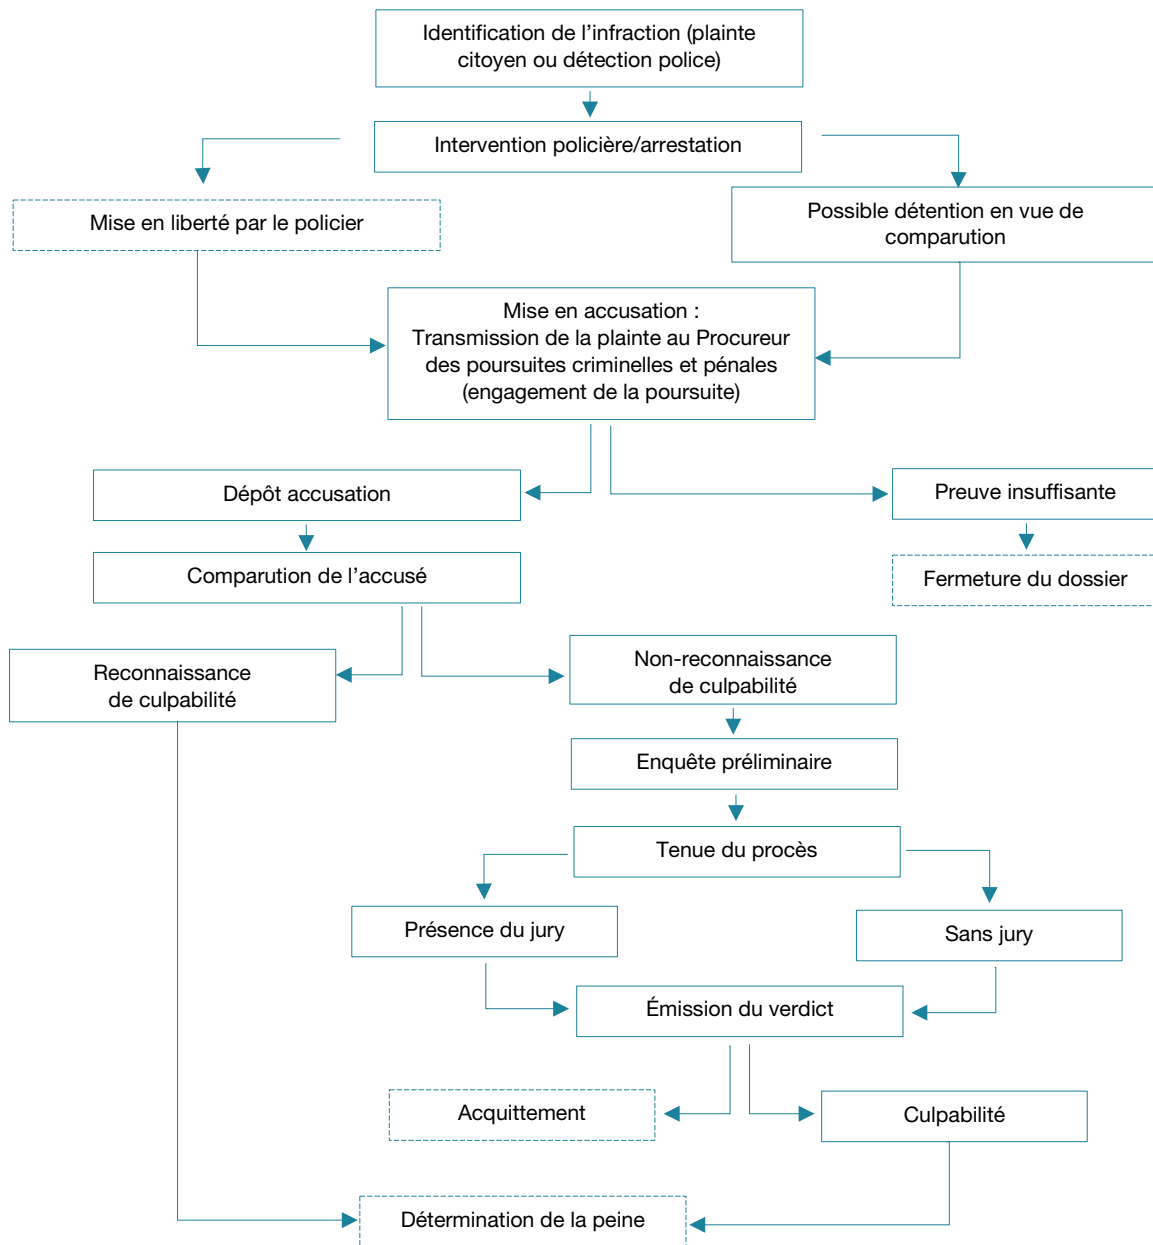 Identification de l’infraction (plainte
citoyen ou détection police)
Intervention policière/arrestation
Mise en liberté par le policier
Possible détention en vue de
comparution
Mise en accusation :
Transmission de la plainte au Procureur
des poursuites criminelles et pénales
(engagement de la poursuite)
Dépôt accusation
Preuve insuffisante
Comparution de l’accusé
Fermeture du dossier
Reconnaissance
de culpabilité
Non-reconnaissance
de culpabilité
Enquête préliminaire
Tenue du procès
Présence du jury
Sans jury
Émission du verdict
Acquittement
Culpabilité
Détermination de la peine